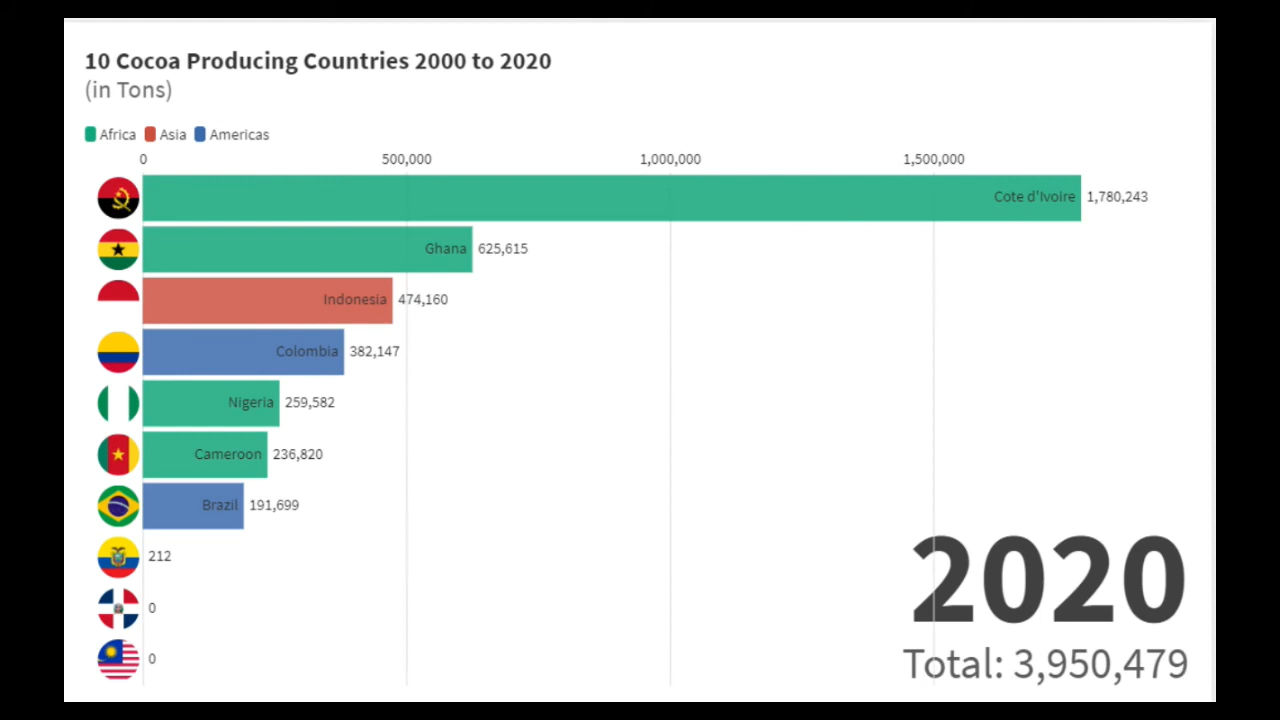 10 Cocoa Producing Countries 2000 to 2020
(in Tons)
Africa Asia Americas
0 500,000 1,000,000 1,500,000
Cote d'Ivoire 1,780,243
Ghana 625,615
Indonesia 474,160
Colombia 382,147
Nigeria 259,582
Cameroon 236,820
Brazil 191,699
212
0
0
2020
Total: 3,950,479